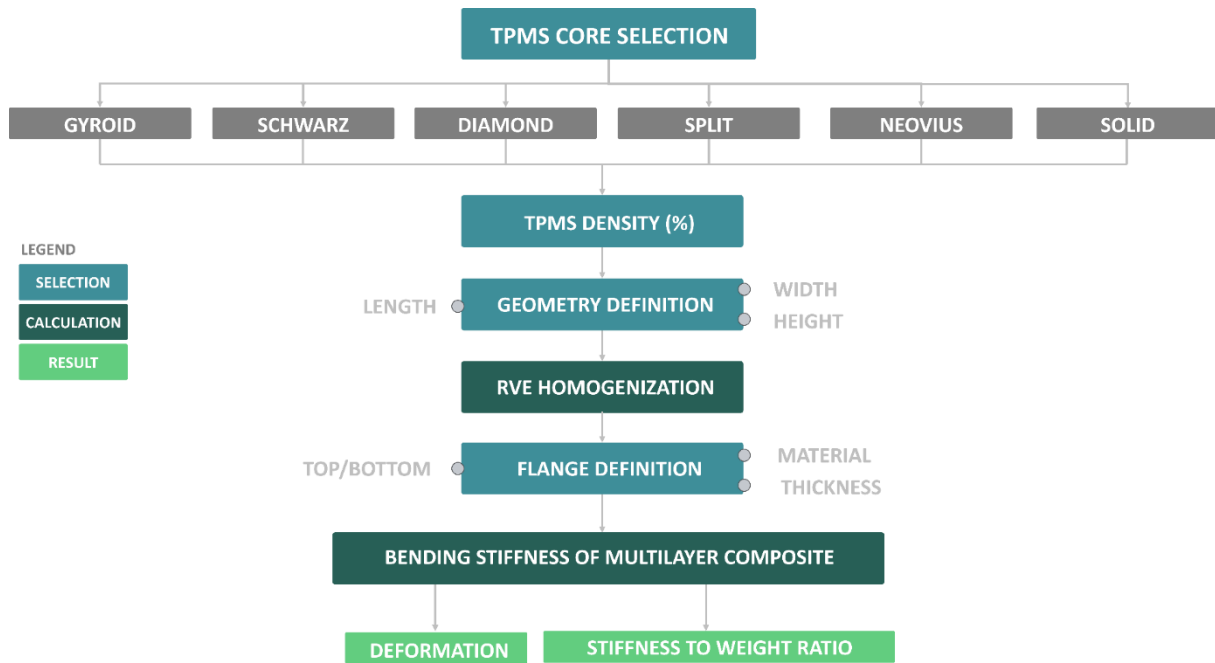 TPMS CORE SELECTION
GYROID
SCHWARZ
DIAMOND
SPLIT
NEOVIUS
SOLID
TPMS DENSITY (%)
LEGEND
SELECTION
CALCULATION
RESULT
LENGTH
GEOMETRY DEFINITION
WIDTH
HEIGHT
RVE HOMOGENIZATION
TOP/BOTTOM
FLANGE DEFINITION
MATERIAL
THICKNESS
BENDING STIFFNESS OF MULTILAYER COMPOSITE
DEFORMATION
STIFFNESS TO WEIGHT RATIO